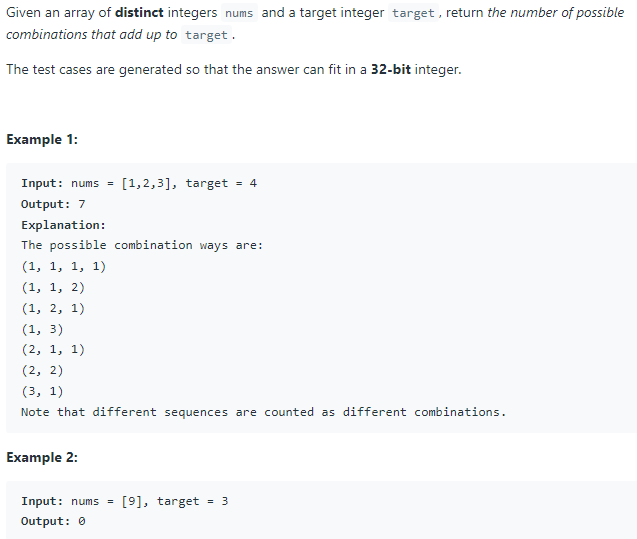 Given an array of distinct integers nums and a target integer target, return the number of possible
combinations that add up to target.
The test cases are generated so that the answer can fit in a 32-bit integer.
Example 1:
Input: nums = [1,2,3], target = 4
Output: 7
Explanation:
The possible combination ways are:
(1, 1, 1, 1)
(1, 1, 2)
(1, 2, 1)
(1, 3)
(2, 1, 1)
(2, 2)
(3, 1)
Note that different sequences are counted as different combinations.
Example 2:
Input: nums = [9], target = 3
Output: 0